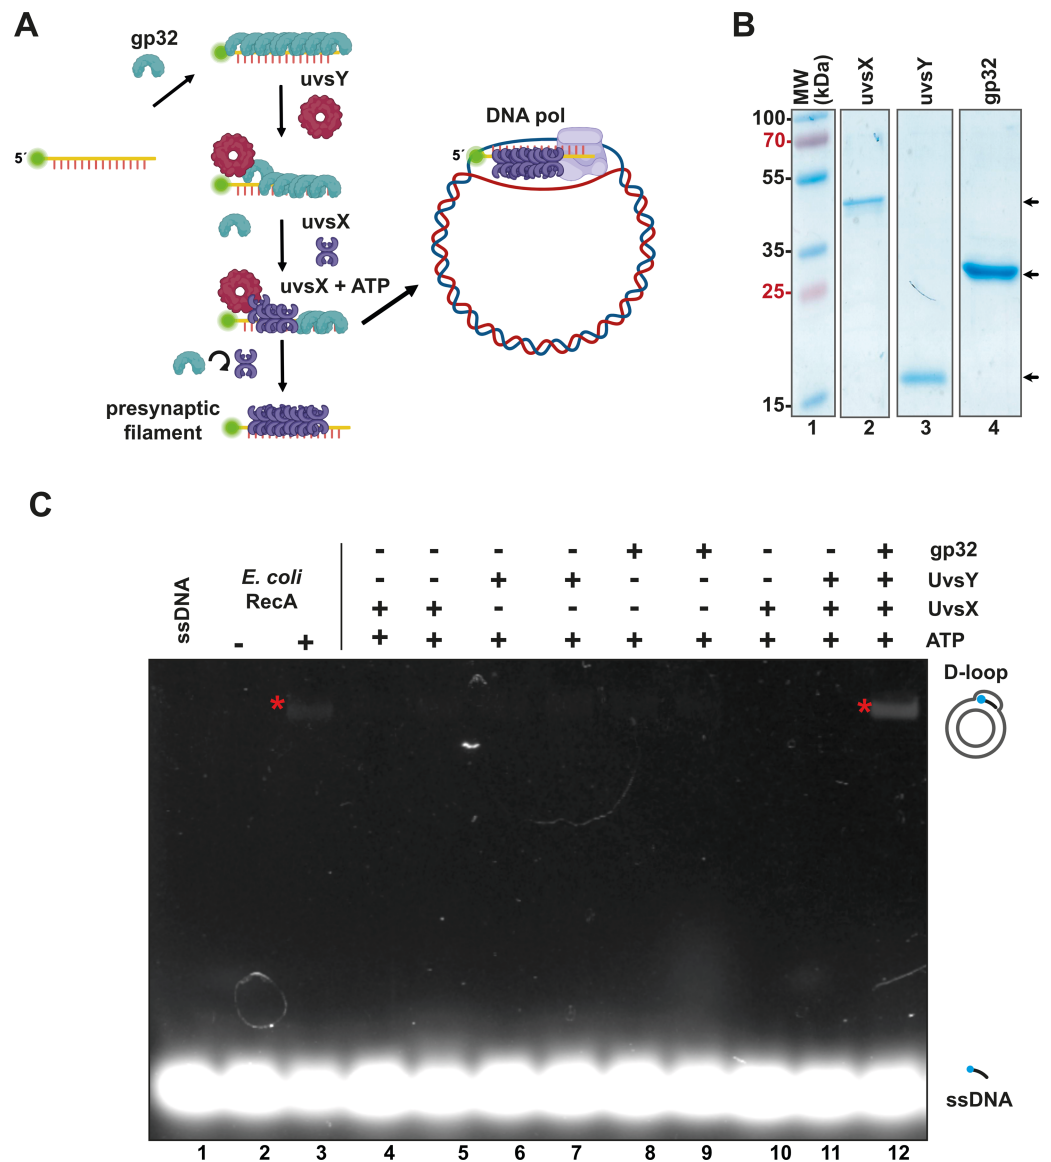 A
gp32
uvsY
5´
uvsX
uvsX + ATP
presynaptic
filament
DNA pol
5´
B
MW
(kDa)
uvsX
uvsY
gp32
100
70
55
35
25
15
1 2 3 4
C
ssDNA
E. coli
RecA
- +
- - - - + + - - + gp32
- - + + - - - + + UvsY
+ + - - - - + + + UvsX
+ + + + + + + + + ATP
D-loop
* *
ssDNA
1 2 3 4 5 6 7 8 9 10 11 12